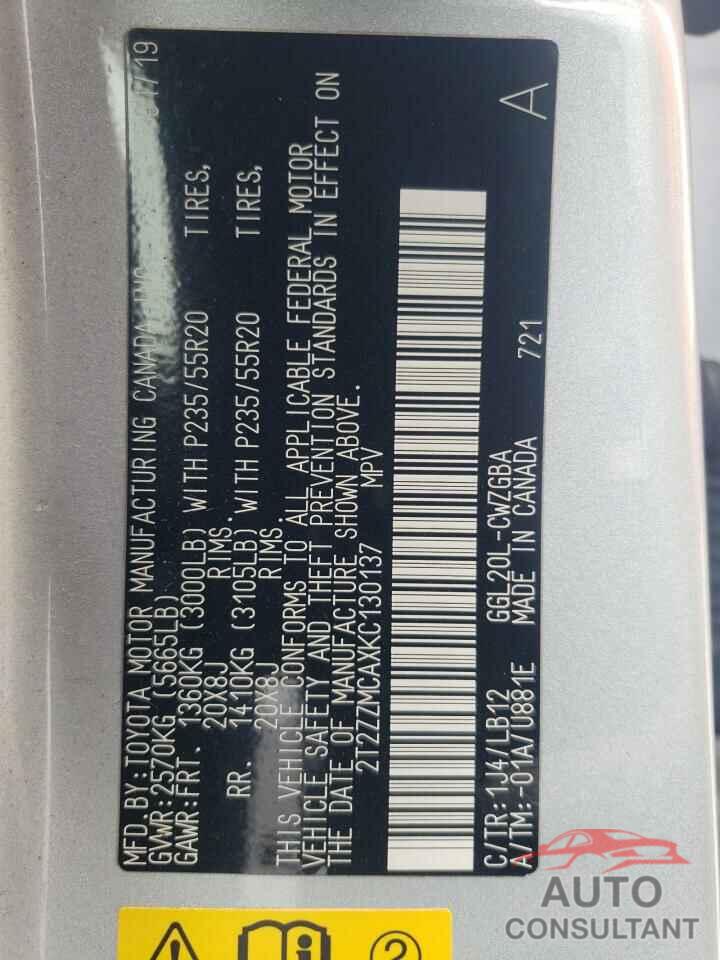 MFD.BY:TOYOTA MOTOR MANUFACTURING CANADA INC. /19
GVWR:2570KG (5665LB)
GAWR:FRT. 1360KG (3000LB) WITH P235/55R20 TIRES,
20X8J RIMS.
RR. 1410KG (3105LB) WITH P235/55R20 TIRES,
20X8J RIMS.
THIS VEHICLE CONFORMS TO ALL APPLICABLE FEDERAL MOTOR
VEHICLE SAFETY AND THEFT PREVENTION STANDARDS IN EFFECT ON
THE DATE OF MANUFACTURE SHOWN ABOVE.
2T2ZZMCAXKC130137 MPV
C/TR:1J4/LB12 GGL20L-CWZGBA
A/TM:-01A/U881E MADE IN CANADA 721 A
2
AUTO
CONSULTANT